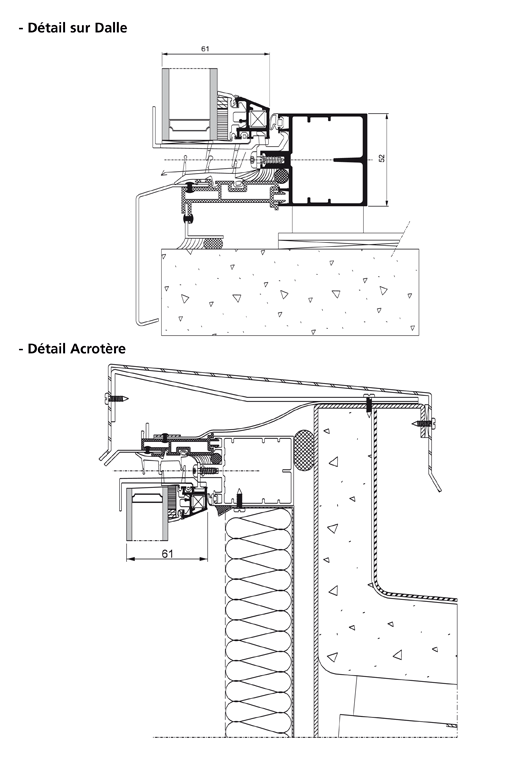 - Détail sur Dalle
61
52
- Détail Acrotère
61